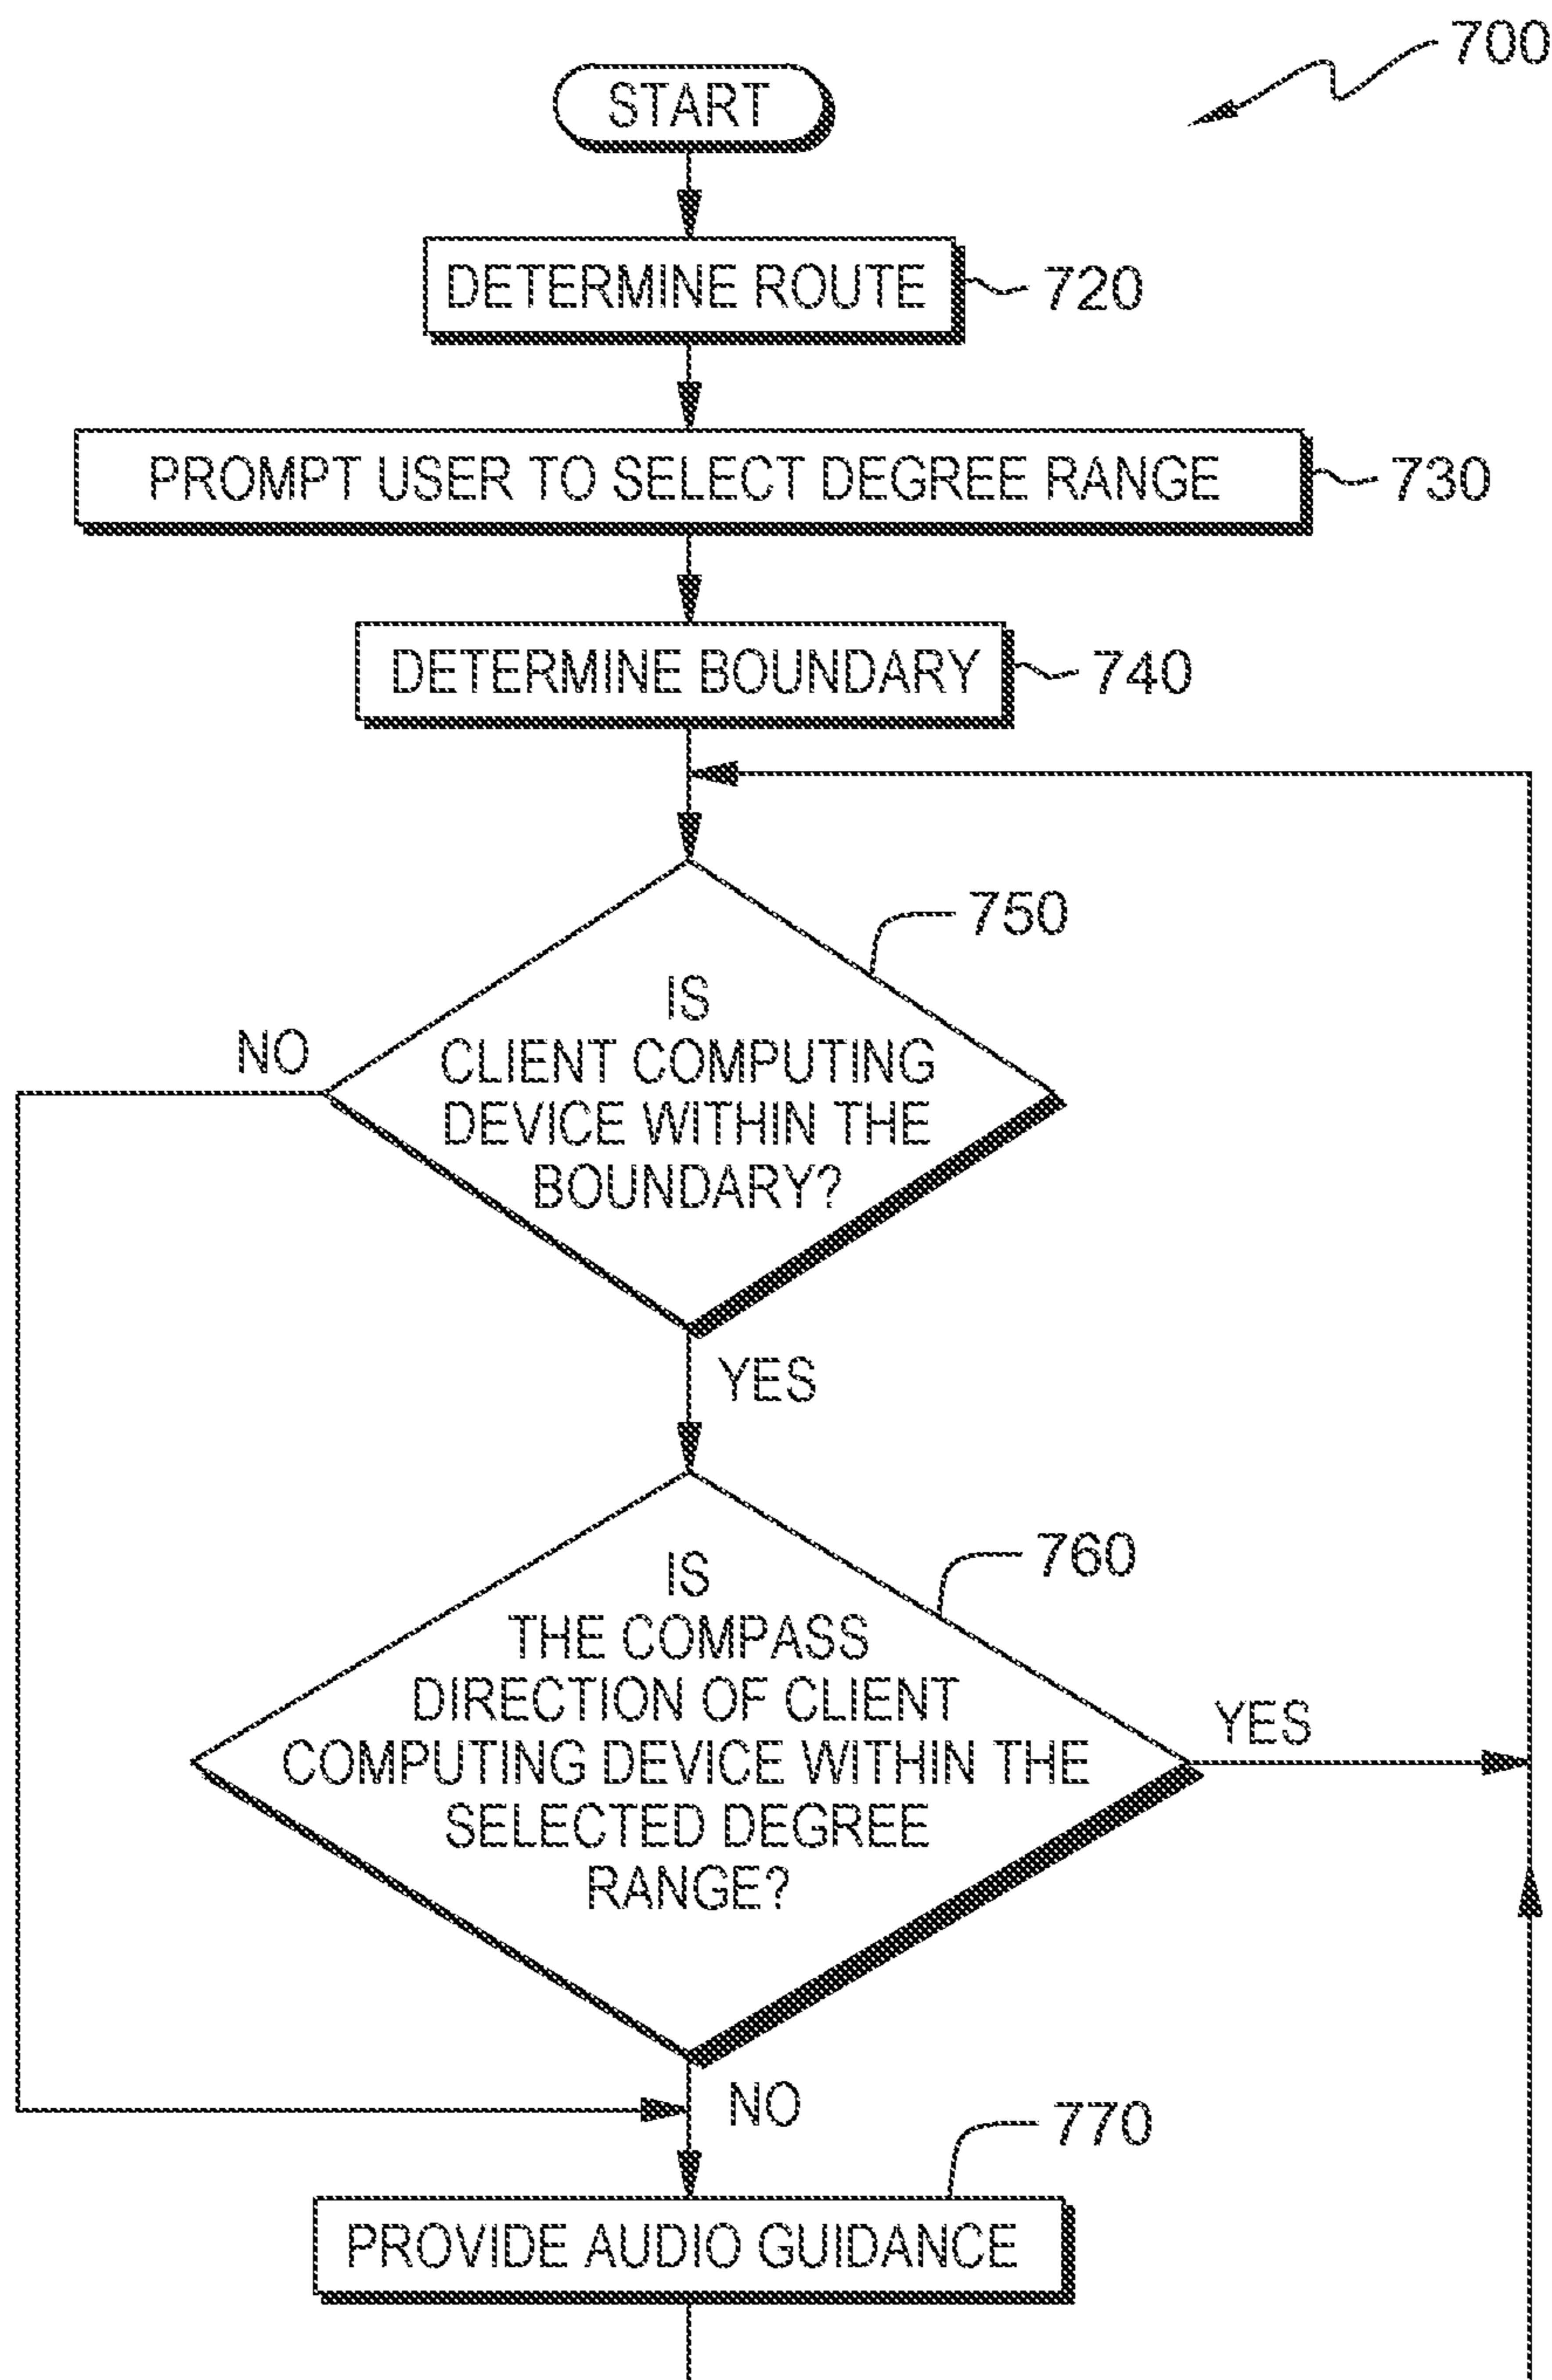 700
START
DETERMINE ROUTE
720
PROMPT USER TO SELECT DEGREE RANGE
730
DETERMINE BOUNDARY
740
750
IS
CLIENT COMPUTING
DEVICE WITHIN THE
BOUNDARY?
NO
YES
760
IS
THE COMPASS
DIRECTION OF CLIENT
COMPUTING DEVICE WITHIN THE
SELECTED DEGREE
RANGE?
YES
NO
770
PROVIDE AUDIO GUIDANCE